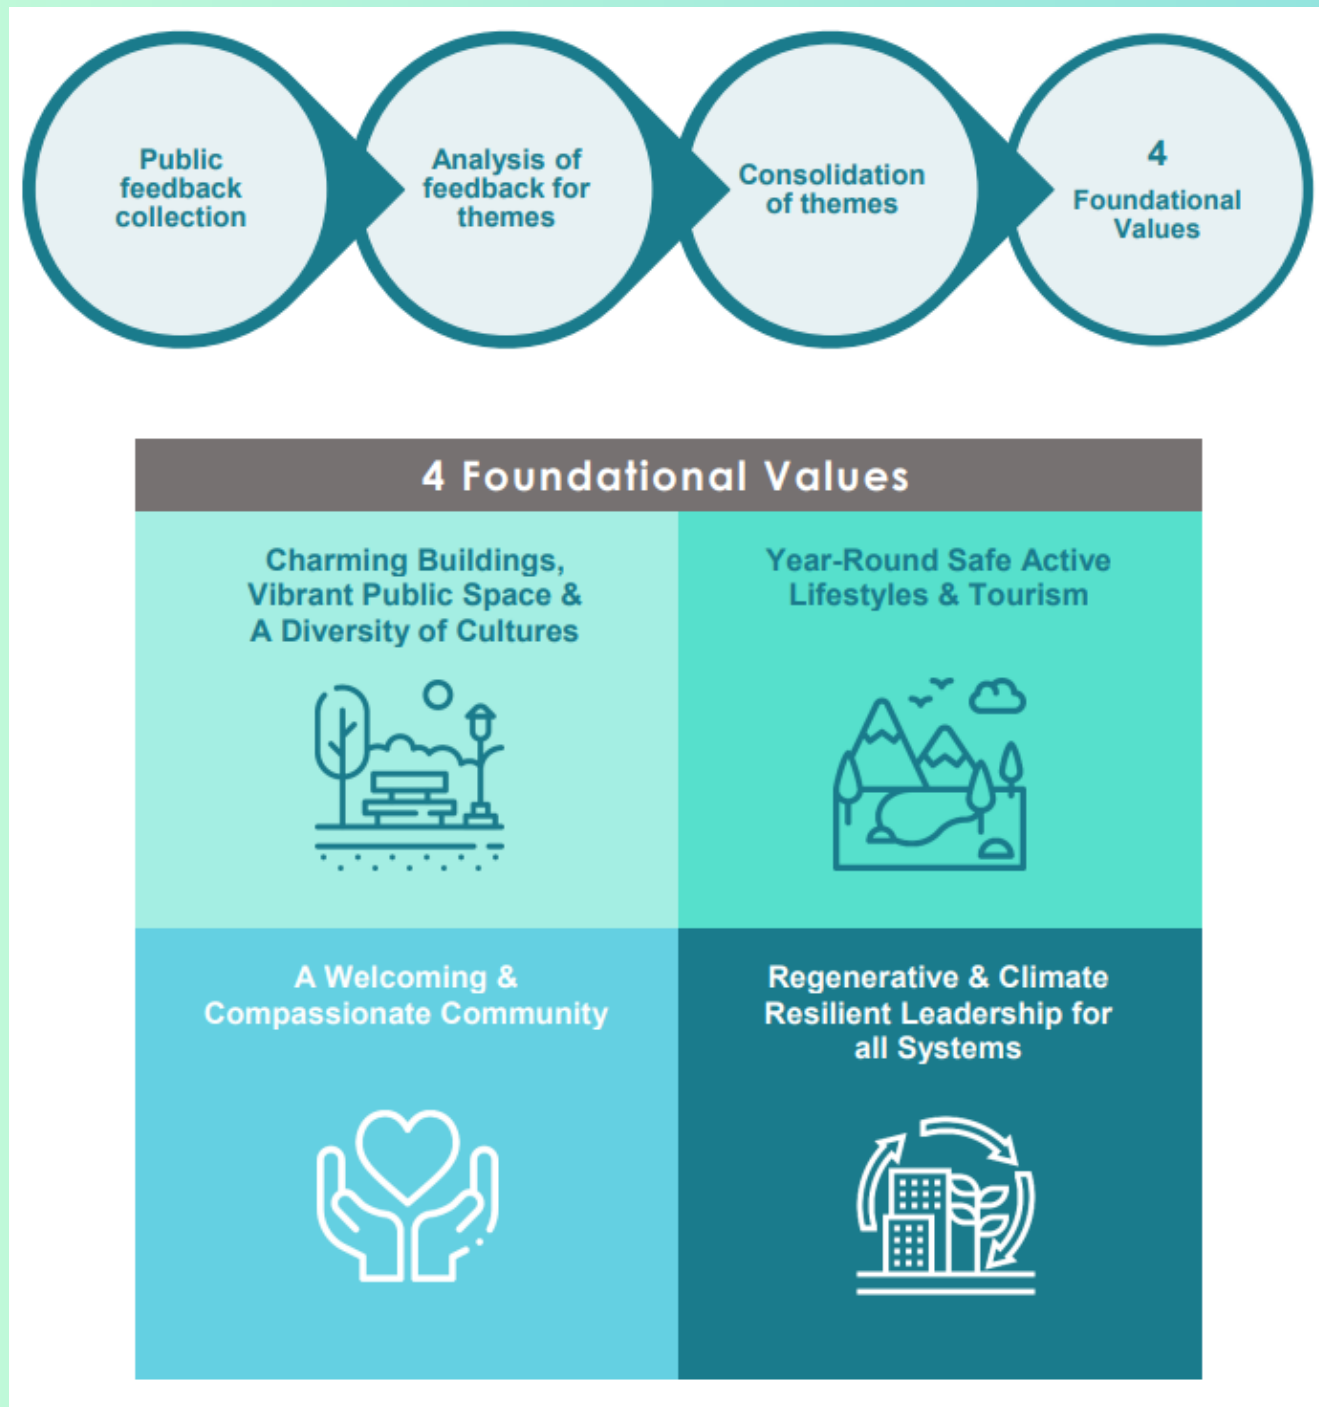 Public
feedback
collection
Analysis of
feedback for
themes
Consolidation
of themes
4
Foundational
Values
4 Foundational Values
Charming Buildings,
Vibrant Public Space &
A Diversity of Cultures
Year-Round Safe Active
Lifestyles & Tourism
A Welcoming &
Compassionate Community
Regenerative & Climate
Resilient Leadership for
all Systems